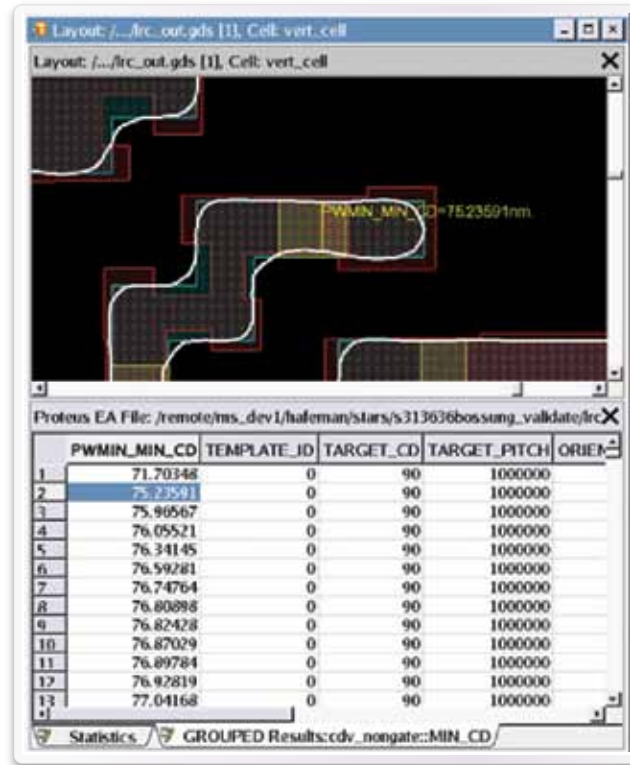 Layout: /.../lrc_out.gds [1], Cell: vert_cell
Layout: /.../lrc_out.gds [1], Cell: vert_cell
PWMIN_MIN_CD=75.23591nm.
Proteus EA File: /remote/ms_dev1/hafeman/stars/s313636bossung_validate/lrc
PWMIN_MIN_CD TEMPLATE_ID TARGET_CD TARGET_PITCH ORIEN
1 71.70348 0 90 1000000
2 75.23591 0 90 1000000
3 75.96567 0 90 1000000
4 76.05521 0 90 1000000
5 76.34145 0 90 1000000
6 76.59281 0 90 1000000
7 76.74764 0 90 1000000
8 76.80898 0 90 1000000
9 76.82428 0 90 1000000
10 76.87029 0 90 1000000
11 76.89784 0 90 1000000
12 76.92819 0 90 1000000
13 77.04168 0 90 1000000
Statistics GROUPED Results:cdv_nongate::MIN_CD